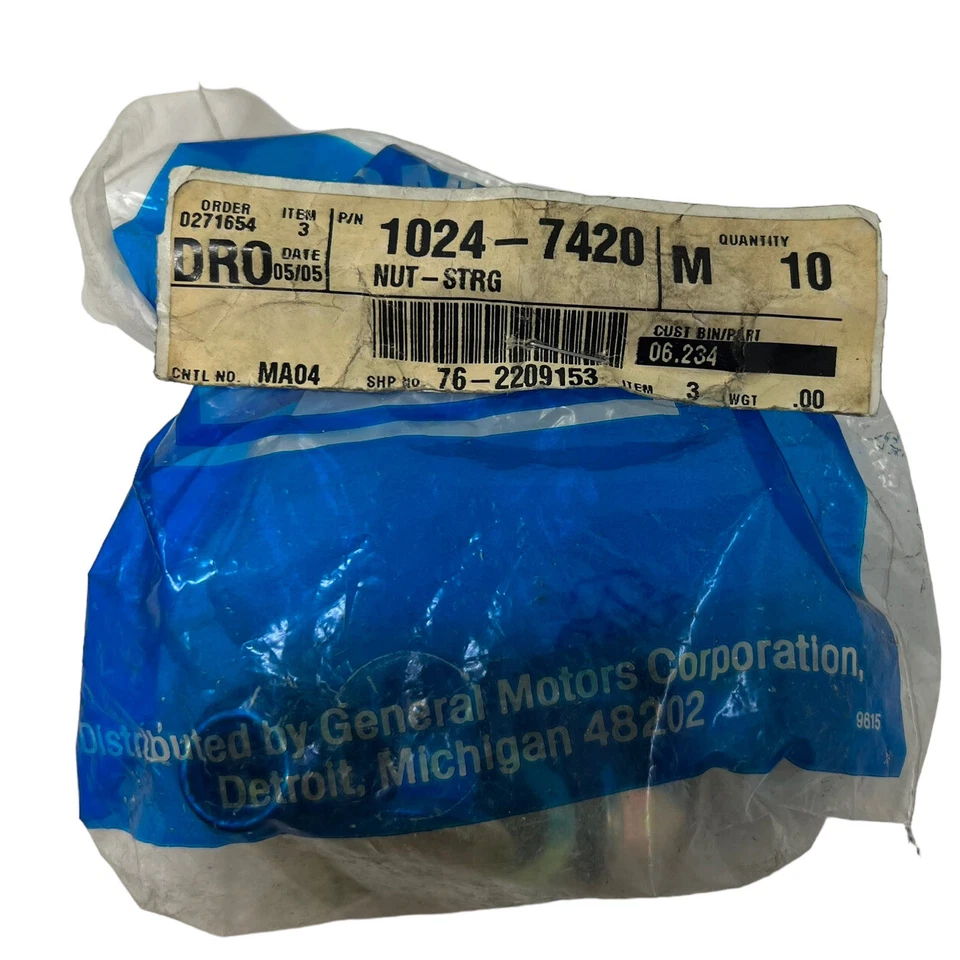 ORDER ITEM P/N 1024-7420 M QUANTITY
0271654 3 10
DRO DATE 05/05 NUT-STRG
CUST BIN/PART
06.234
CNTL NO. MA04 SHP NO 76-2209153 ITEM 3 WGT .00
Distributed by General Motors Corporation,
Detroit, Michigan 48202
9615